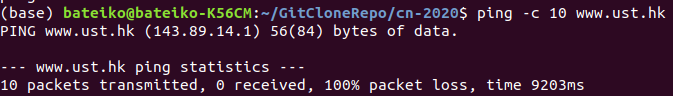 (base) bateiko@bateiko-K56CM:~/GitCloneRepo/cn-2020$ ping -c 10 www.ust.hk
PING www.ust.hk (143.89.14.1) 56(84) bytes of data.
--- www.ust.hk ping statistics ---
10 packets transmitted, 0 received, 100% packet loss, time 9203ms